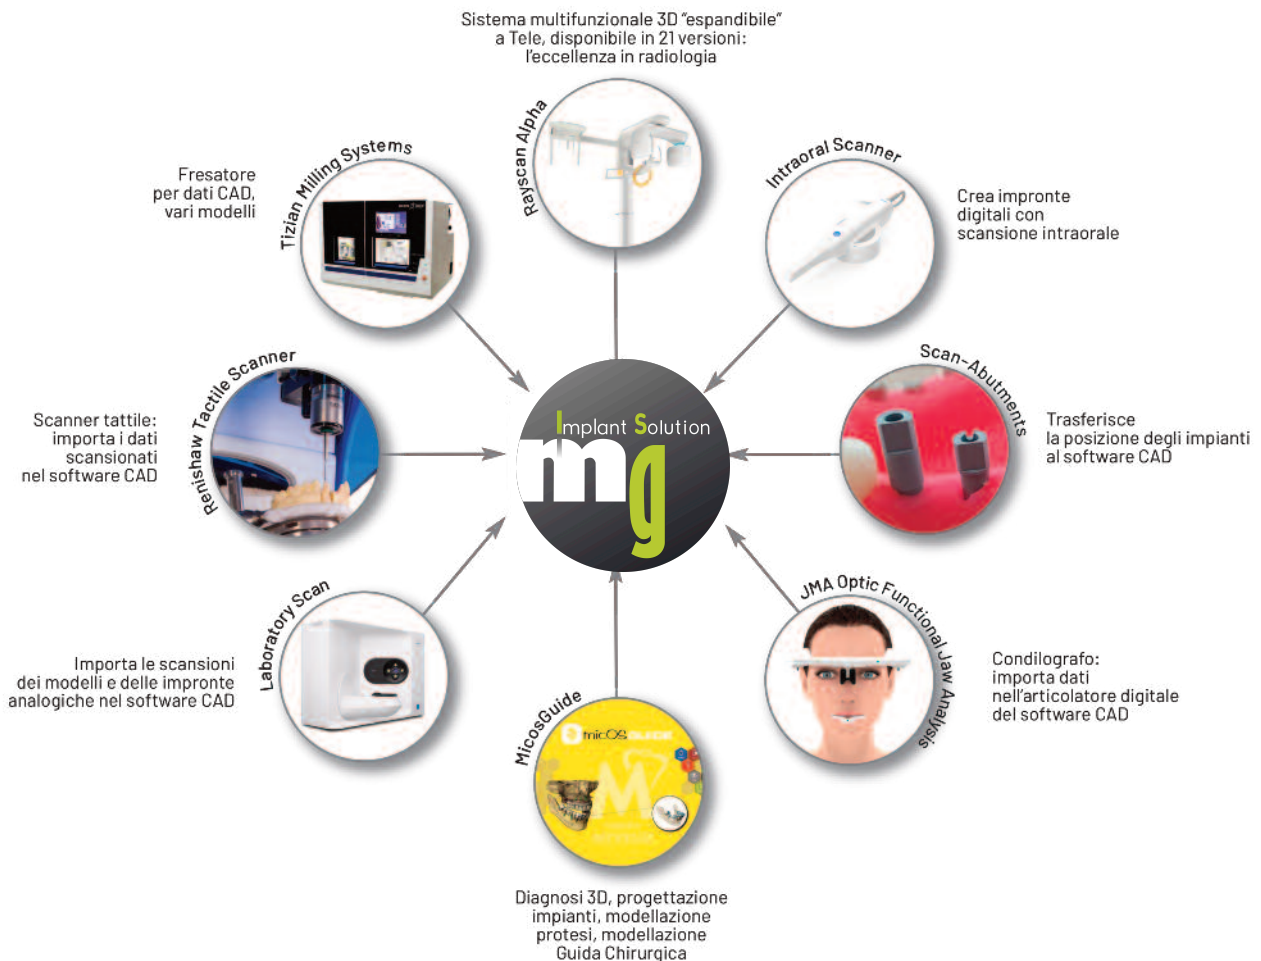 Sistema multifunzionale 3D “espandibile”
a Tele, disponibile in 21 versioni:
l’eccellenza in radiologia
Rayscan Alpha
Tizian Milling Systems
Fresatore
per dati CAD,
vari modelli
Intraoral Scanner
Crea impronte
digitali con
scansione intraorale
Renishaw Tactile Scanner
Scanner tattile:
importa i dati
scansionati
nel software CAD
Implant Solution
mg
Scan-Abutments
Trasferisce
la posizione degli impianti
al software CAD
Laboratory Scan
Importa le scansioni
dei modelli e delle impronte
analogiche nel software CAD
JMA Optic Functional Jaw Analysis
Condilografo:
importa dati
nell’articolatore digitale
del software CAD
MicosGuide
micOS GUIDE
M
Diagnosi 3D, progettazione
impianti, modellazione
protesi, modellazione
Guida Chirurgica